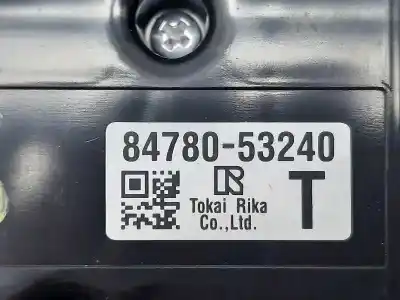 84780-53240
R T
Tokai Rika
Co.,Ltd.